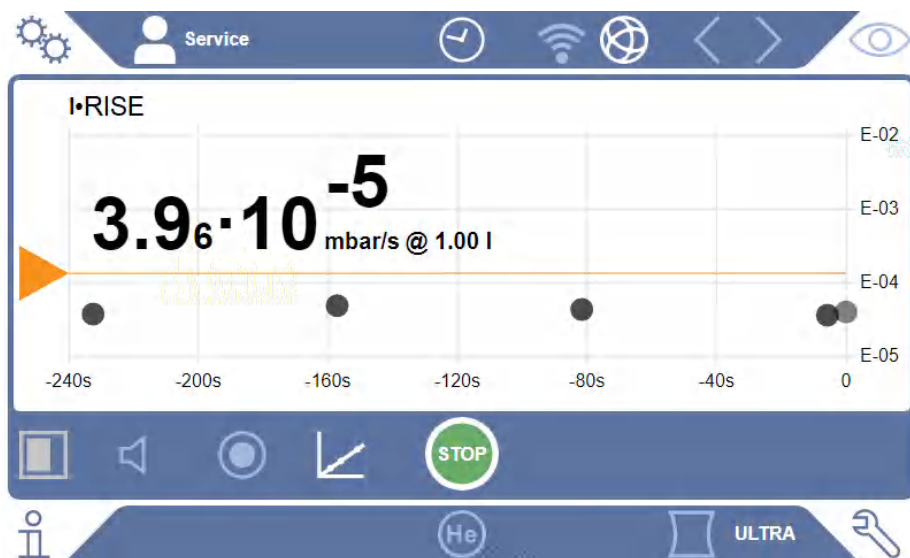 Service
I•RISE
E-02
3.96·10-5
mbar/s @ 1.00 l
E-03
E-04
E-05
-240s -200s -160s -120s -80s -40s 0
STOP
He
ULTRA